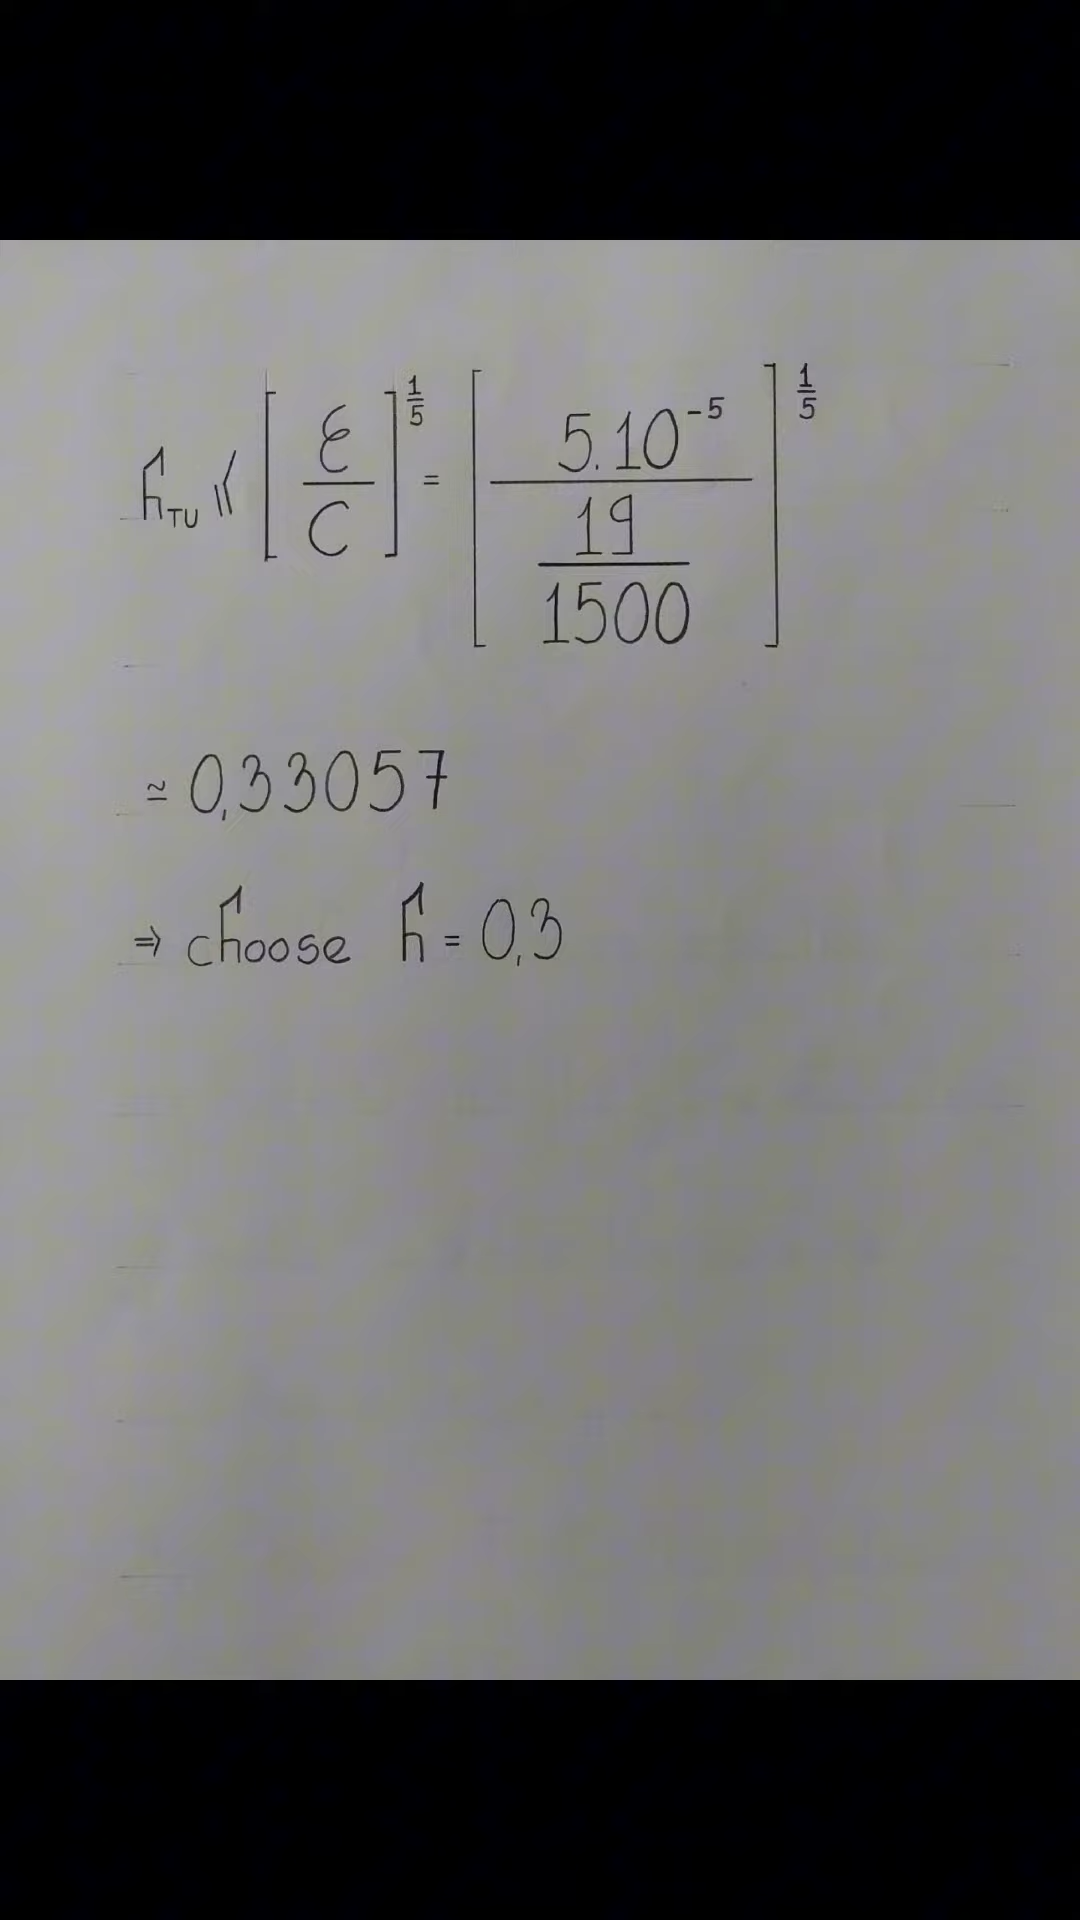 h_TU ≤ [ε/C]^(1/5) = [5.10^(-5) / (19/1500)]^(1/5)
≃ 0,33057
⇒ choose h = 0,3